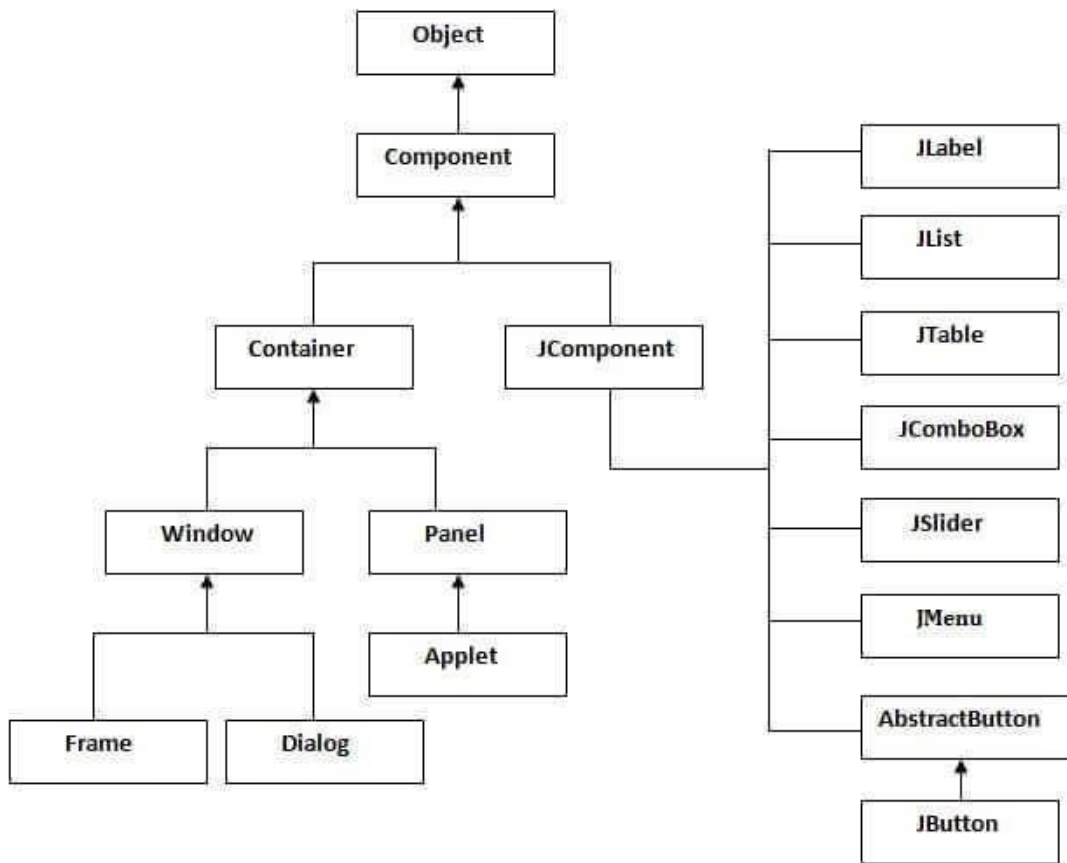 Object
Component
Container
JComponent
Window
Panel
Applet
Frame
Dialog
JLabel
JList
JTable
JComboBox
JSlider
JMenu
AbstractButton
JButton